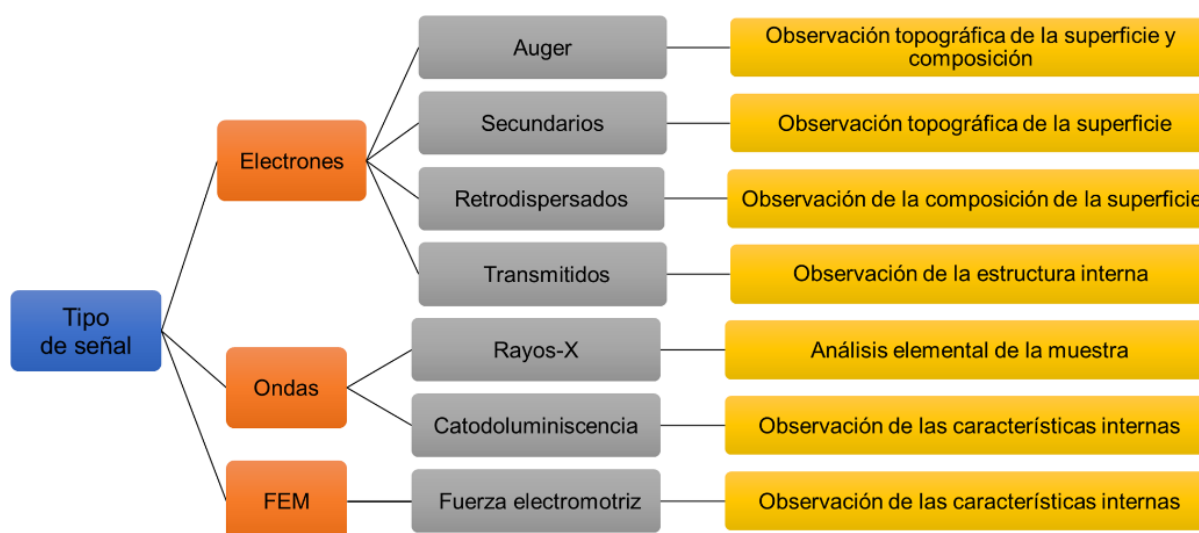 Auger
Observación topográfica de la superficie y
composición
Secundarios
Observación topográfica de la superficie
Electrones
Retrodispersados
Observación de la composición de la superficie
Transmitidos
Observación de la estructura interna
Tipo
de señal
Rayos-X
Análisis elemental de la muestra
Ondas
Catodoluminiscencia
Observación de las características internas
FEM
Fuerza electromotriz
Observación de las características internas